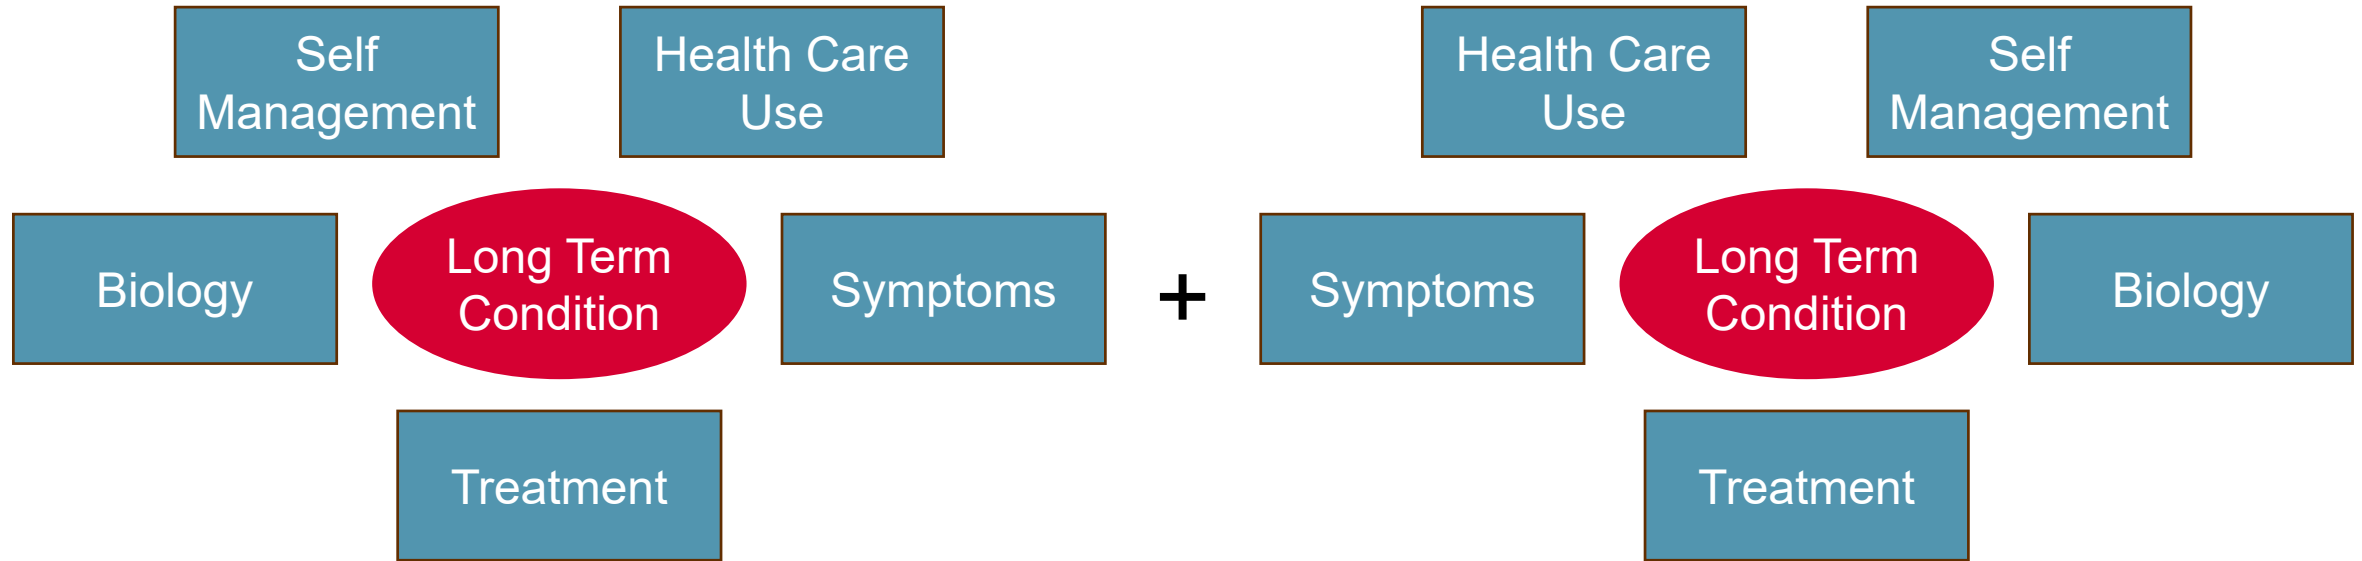 Self
Management
Health Care
Use
Biology
Long Term
Condition
Symptoms
Treatment
+
Health Care
Use
Self
Management
Symptoms
Long Term
Condition
Biology
Treatment